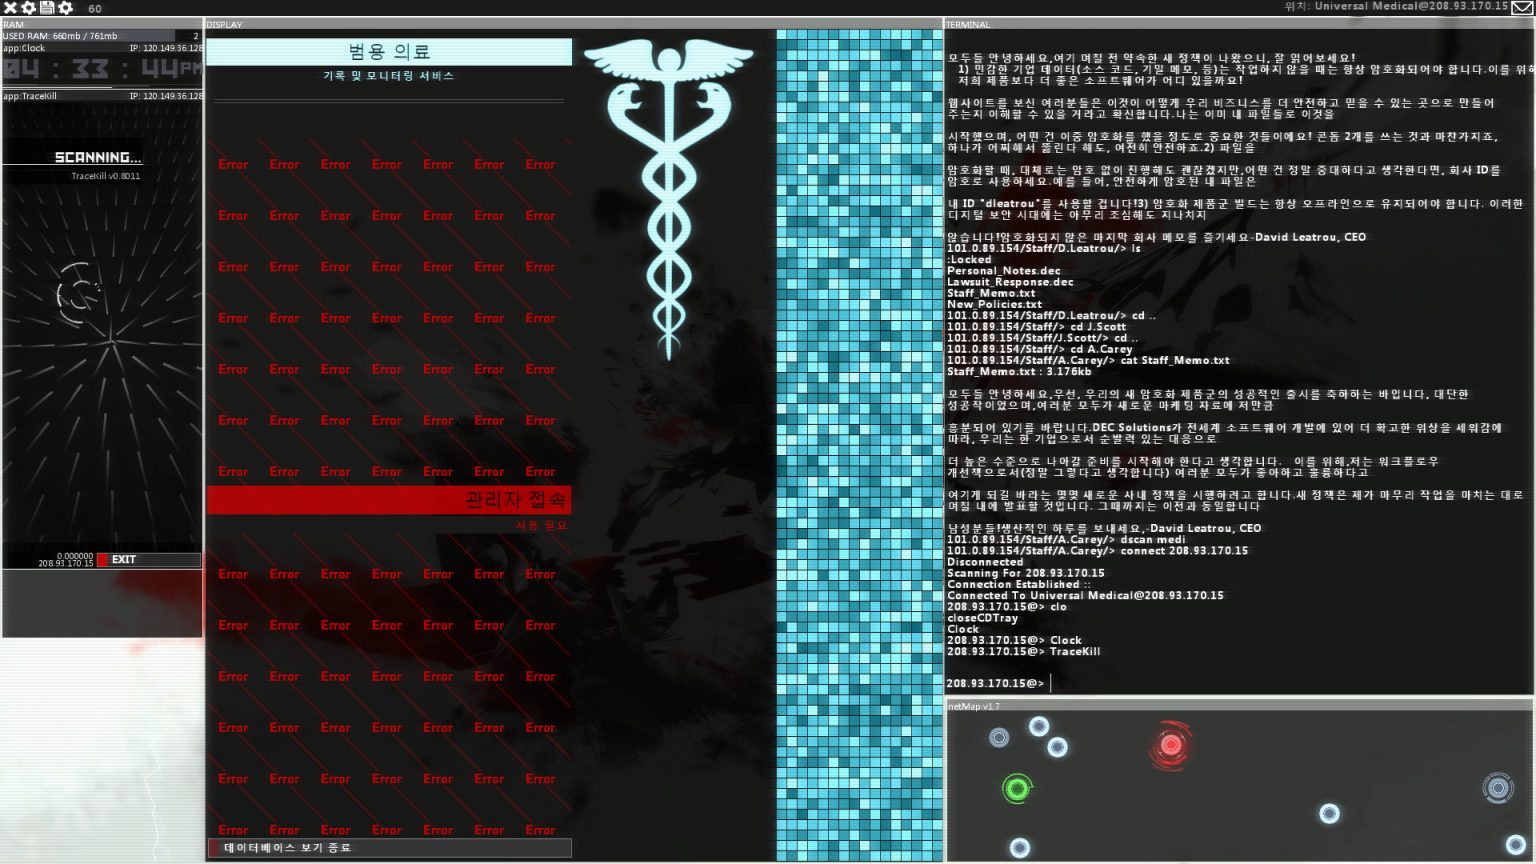 60
위치: Universal Medical@208.93.170.15
RAM
USED RAM: 660mb / 761mb 2
app:Clock IP: 120.149.36.128
04 : 33 : 44PM
app:TraceKill IP: 120.149.36.128
SCANNING...
TraceKill v0.8011
0.000000
208.93.170.15
EXIT
DISPLAY
범용 의료
기록 및 모니터링 서비스
Error Error Error Error Error Error Error
Error Error Error Error Error Error Error
Error Error Error Error Error Error Error
Error Error Error Error Error Error Error
Error Error Error Error Error Error Error
Error Error Error Error Error Error Error
Error Error Error Error Error Error Error
관리자 접속
사용 필요
Error Error Error Error Error Error Error
Error Error Error Error Error Error Error
Error Error Error Error Error Error Error
Error Error Error Error Error Error Error
Error Error Error Error Error Error Error
Error Error Error Error Error Error Error
데이터베이스 보기 종료
TERMINAL
모두들 안녕하세요,여기 며칠 전 약속한 새 정책이 나왔으니, 잘 읽어보세요!
1) 민감한 기업 데이터(소스 코드, 기밀 메모, 등)는 작업하지 않을 때는 항상 암호화되어야 합니다.이를 위해
저희 제품보다 더 좋은 소프트웨어가 어디 있을까요!
웹사이트를 보신 여러분들은 이것이 어떻게 우리 비즈니스를 더 안전하고 믿을 수 있는 곳으로 만들어
주는지 이해할 수 있을 거라고 확신합니다.나는 이미 내 파일들로 이것을
시작했으며, 어떤 건 이중 암호화를 했을 정도로 중요한 것들이에요! 콘돔 2개를 쓰는 것과 마찬가지죠,
하나가 어찌해서 뚫린다 해도, 여전히 안전하죠.2) 파일을
암호화할 때, 대체로는 암호 없이 진행해도 괜찮겠지만,어떤 건 정말 중대하다고 생각한다면, 회사 ID를
암호로 사용하세요.예를 들어, 안전하게 암호된 내 파일은
내 ID "dleatrou"를 사용할 겁니다!3) 암호화 제품군 빌드는 항상 오프라인으로 유지되어야 합니다. 이러한
디지털 보안 시대에는 아무리 조심해도 지나치지
않습니다!암호화되지 않은 마지막 회사 메모를 즐기세요-David Leatrou, CEO
101.0.89.154/Staff/D.Leatrou/> ls
:Locked
Personal_Notes.dec
Lawsuit_Response.dec
Staff_Memo.txt
New_Policies.txt
101.0.89.154/Staff/D.Leatrou/> cd ..
101.0.89.154/Staff/> cd J.Scott
101.0.89.154/Staff/J.Scott/> cd ..
101.0.89.154/Staff/> cd A.Carey
101.0.89.154/Staff/A.Carey/> cat Staff_Memo.txt
Staff_Memo.txt : 3.176kb
모두들 안녕하세요,우선, 우리의 새 암호화 제품군의 성공적인 출시를 축하하는 바입니다, 대단한
성공작이었으며,여러분 모두가 새로운 마케팅 자료에 저만큼
흥분되어 있기를 바랍니다.DEC Solutions가 전세계 소프트웨어 개발에 있어 더 확고한 위상을 세워감에
따라, 우리는 한 기업으로서 순발력 있는 대응으로
더 높은 수준으로 나아갈 준비를 시작해야 한다고 생각합니다. 이를 위해,저는 워크플로우
개선책으로서(정말 그렇다고 생각합니다) 여러분 모두가 좋아하고 훌륭하다고
여기게 되길 바라는 몇몇 새로운 사내 정책을 시행하려고 합니다.새 정책은 제가 마무리 작업을 마치는 대로
며칠 내에 발표할 것입니다. 그때까지는 이전과 동일합니다
남성분들!생산적인 하루를 보내세요,-David Leatrou, CEO
101.0.89.154/Staff/A.Carey/> dscan medi
101.0.89.154/Staff/A.Carey/> connect 208.93.170.15
Disconnected
Scanning For 208.93.170.15
Connection Established ::
Connected To Universal Medical@208.93.170.15
208.93.170.15@> clo
closeCDTray
Clock
208.93.170.15@> Clock
208.93.170.15@> TraceKill
208.93.170.15@>
netMap v1.7